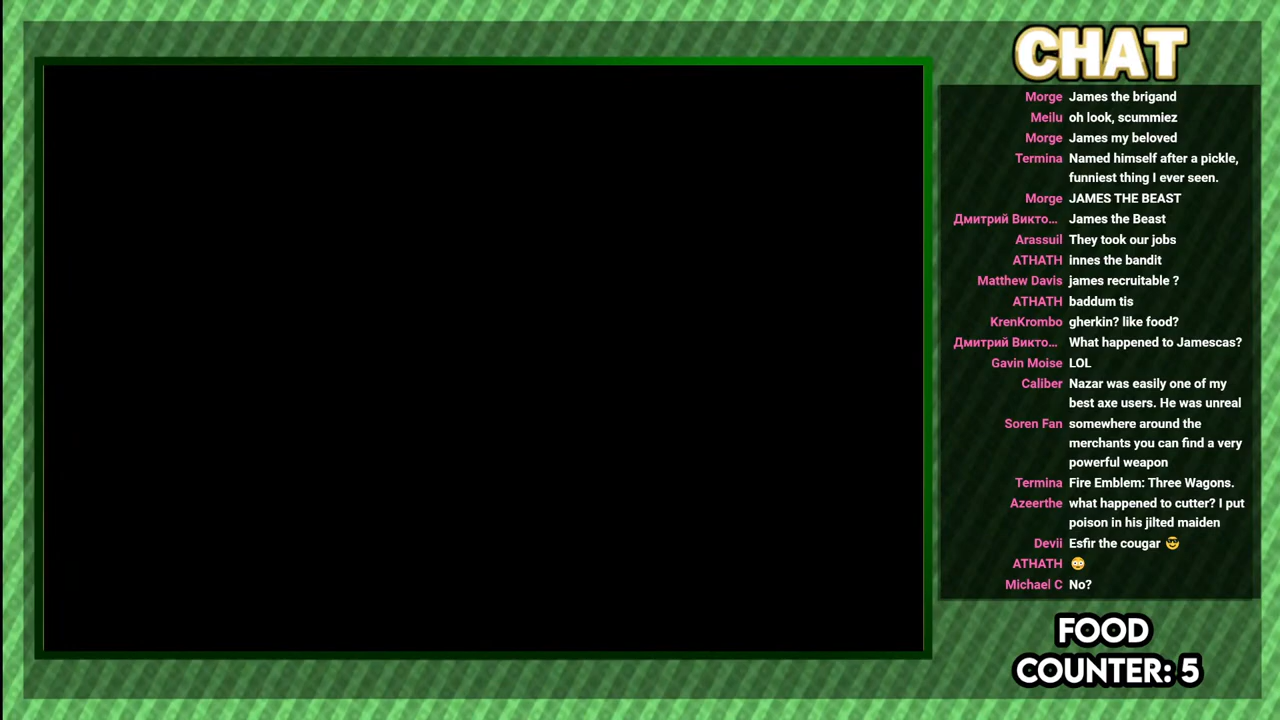 CHAT
Morge James the brigand
Meilu oh look, scummiez
Morge James my beloved
Termina Named himself after a pickle,
funniest thing I ever seen.
Morge JAMES THE BEAST
Дмитрий Викто... James the Beast
Arassuil They took our jobs
ATHATH innes the bandit
Matthew Davis james recruitable ?
ATHATH baddum tis
KrenKrombo gherkin? like food?
Дмитрий Викто... What happened to Jamescas?
Gavin Moise LOL
Caliber Nazar was easily one of my
best axe users. He was unreal
Soren Fan somewhere around the
merchants you can find a very
powerful weapon
Termina Fire Emblem: Three Wagons.
Azeerthe what happened to cutter? I put
poison in his jilted maiden
Devii Esfir the cougar 😎
ATHATH 😳
Michael C No?
FOOD
COUNTER: 5